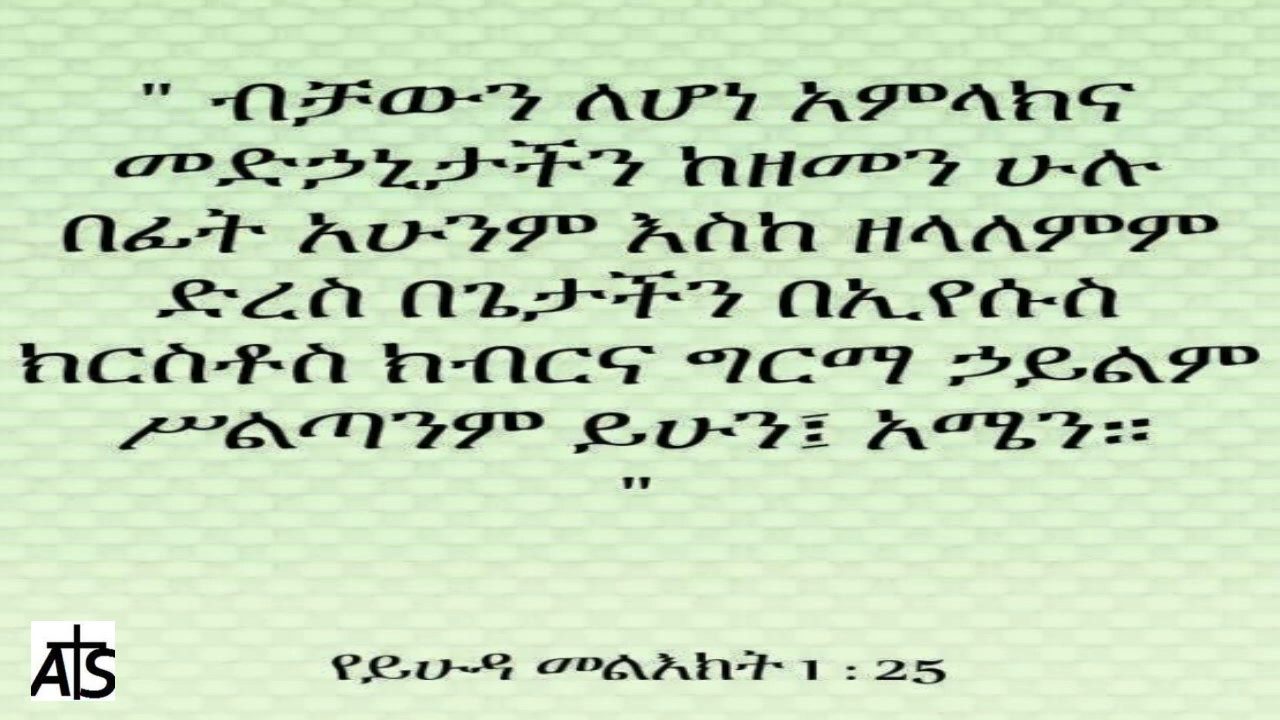 " ብቻውን ለሆነ አምላክና
መድኃኒታችን ከዘመን ሁሉ
በፊት አሁንም እስከ ዘላለምም
ድረስ በጌታችን በኢየሱስ
ክርስቶስ ክብርና ግርማ ኃይልም
ሥልጣንም ይሁን፤ አሜን።
"
የይሁዳ መልእክት 1 : 25
ATS